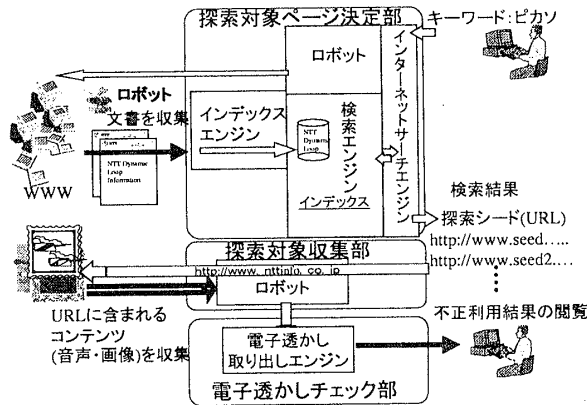 探索対象ページ決定部
キーワード:ピカソ
ロボット
インターネットサーチエンジン
ロボット
文書を収集
インデックス
エンジン
検索エンジン
インデックス
NTT
Dynamic
Loop
NTT Dynamic
Loop
Information
WWW
検索結果
探索シード(URL)
http://www.seed.....
http://www.seed2....
探索対象収集部
http://www.nttinfo.co.jp
ロボット
URLに含まれる
コンテンツ
(音声・画像)を収集
不正利用結果の閲覧
電子透かし
取り出しエンジン
電子透かしチェック部